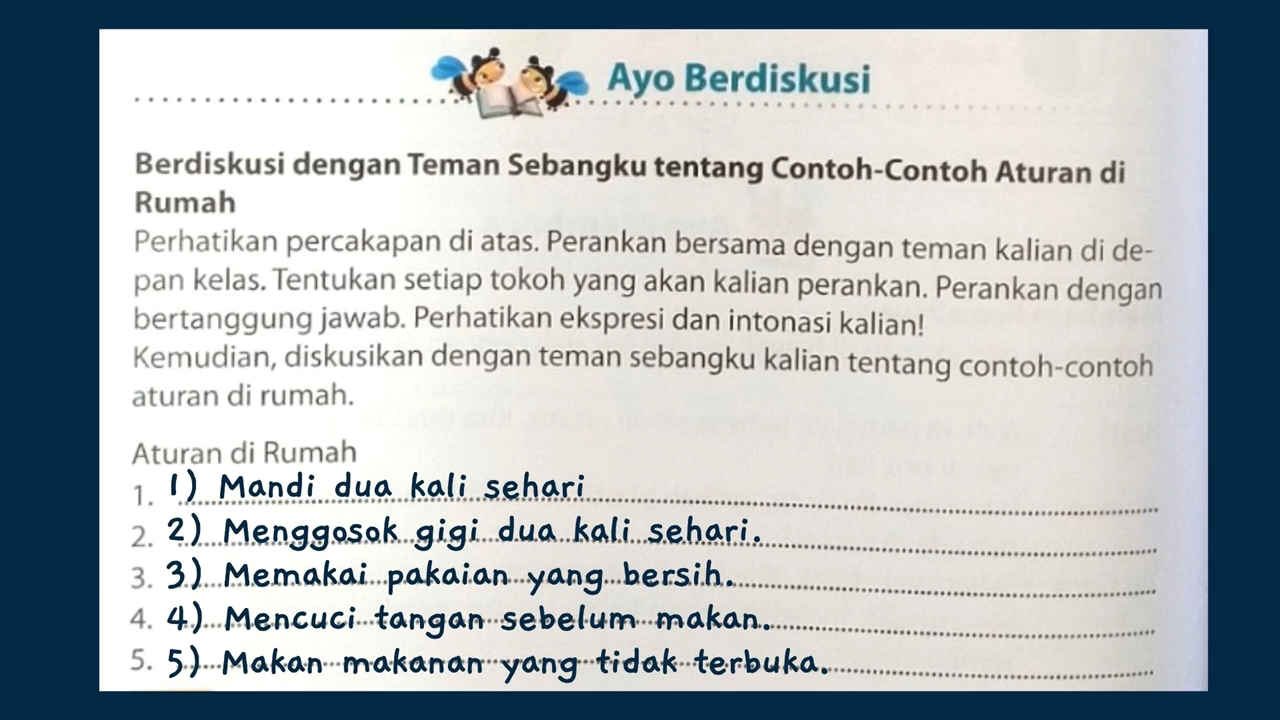 Ayo Berdiskusi
Berdiskusi dengan Teman Sebangku tentang Contoh-Contoh Aturan di
Rumah
Perhatikan percakapan di atas. Perankan bersama dengan teman kalian di de-
pan kelas. Tentukan setiap tokoh yang akan kalian perankan. Perankan dengan
bertanggung jawab. Perhatikan ekspresi dan intonasi kalian!
Kemudian, diskusikan dengan teman sebangku kalian tentang contoh-contoh
aturan di rumah.
Aturan di Rumah
1. 1) Mandi dua kali sehari
2. 2) Menggosok gigi dua kali sehari.
3. 3) Memakai pakaian yang bersih.
4. 4) Mencuci tangan sebelum makan.
5. 5) Makan makanan yang tidak terbuka.